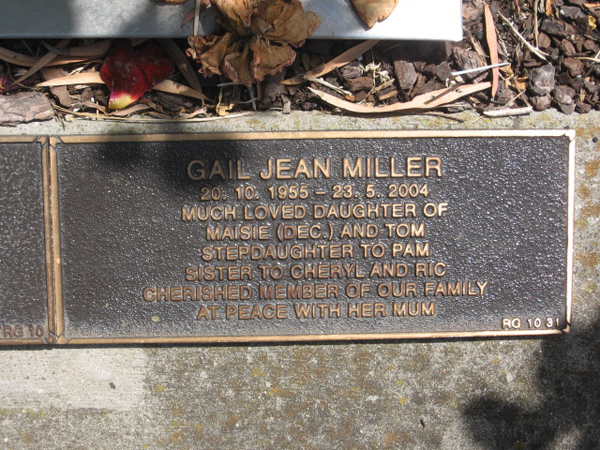 GAIL JEAN MILLER
20. 10. 1955 - 23. 5. 2004
MUCH LOVED DAUGHTER OF
MAISIE (DEC.) AND TOM
STEPDAUGHTER TO PAM
SISTER TO CHERYL AND RIC
CHERISHED MEMBER OF OUR FAMILY
AT PEACE WITH HER MUM
RG 10 31
RG 10